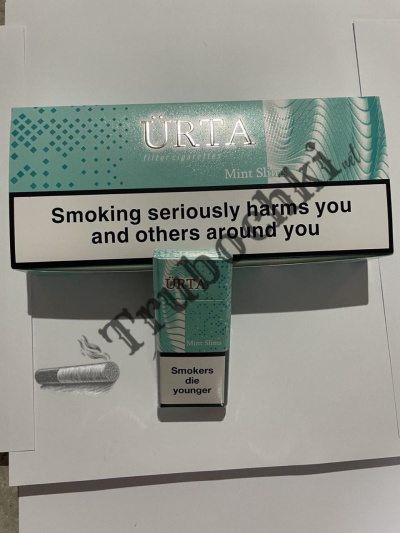 ÜRTA
filter cigarettes
Mint Slims
Smoking seriously harms you
and others around you
Trubochki.md
ÜRTA
Mint Slims
Smokers
die
younger